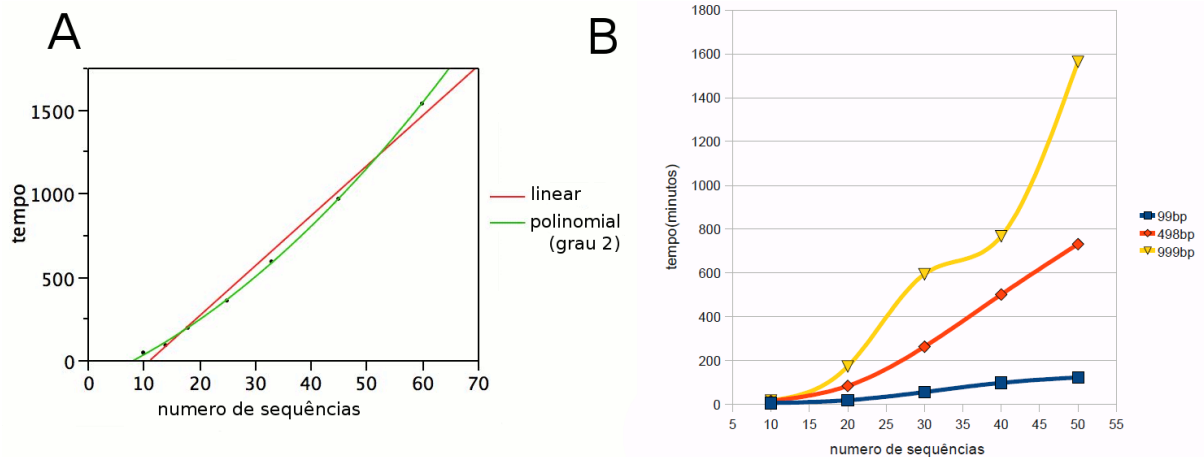 A
1500
1000
500
0
tempo
0 10 20 30 40 50 60 70
numero de sequências
linear
polinomial
(grau 2)
B
1800
1600
1400
1200
1000
800
600
400
200
0
tempo(minutos)
5 10 15 20 25 30 35 40 45 50 55
numero de sequências
99bp
498bp
999bp